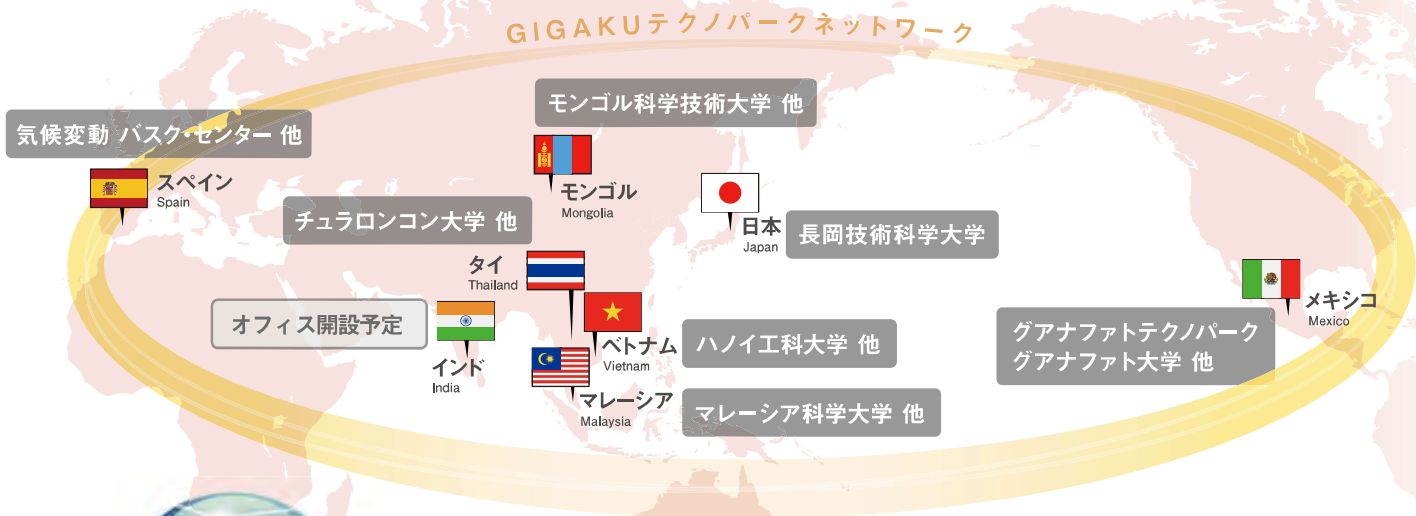 GIGAKUテクノパークネットワーク
モンゴル科学技術大学 他
気候変動 バスク・センター 他
スペイン
Spain
モンゴル
Mongolia
チュラロンコン大学 他
日本
Japan
長岡技術科学大学
タイ
Thailand
オフィス開設予定
インド
India
ベトナム
Vietnam
ハノイ工科大学 他
マレーシア
Malaysia
マレーシア科学大学 他
メキシコ
Mexico
グアナファトテクノパーク
グアナファト大学 他